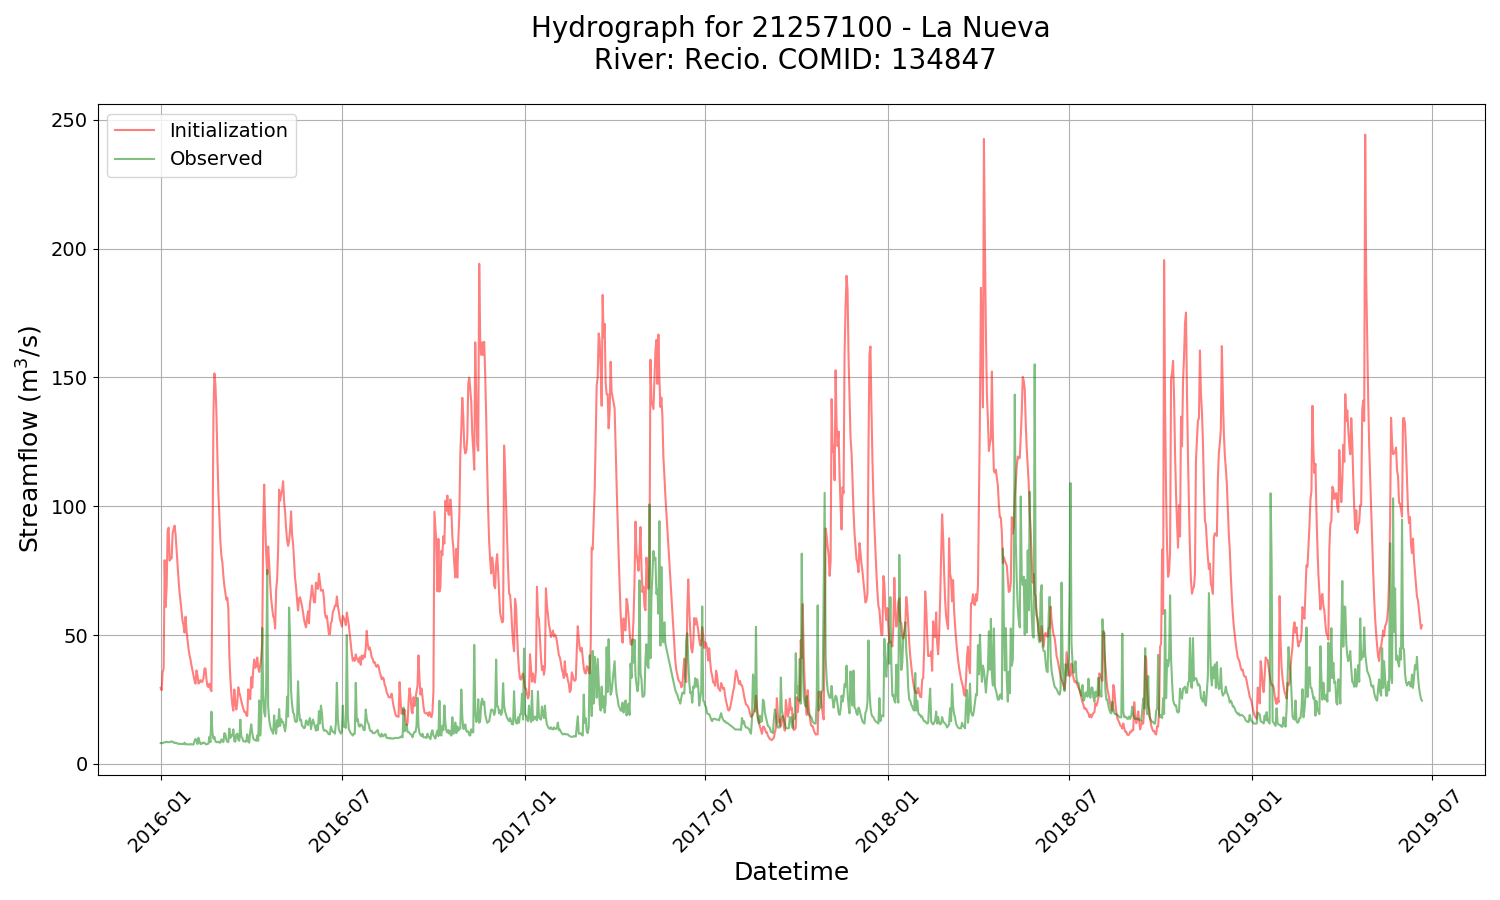 Hydrograph for 21257100 - La Nueva
River: Recio. COMID: 134847
Initialization
Observed
Streamflow (m³/s)
250
200
150
100
50
0
2016-01
2016-07
2017-01
2017-07
2018-01
2018-07
2019-01
2019-07
Datetime